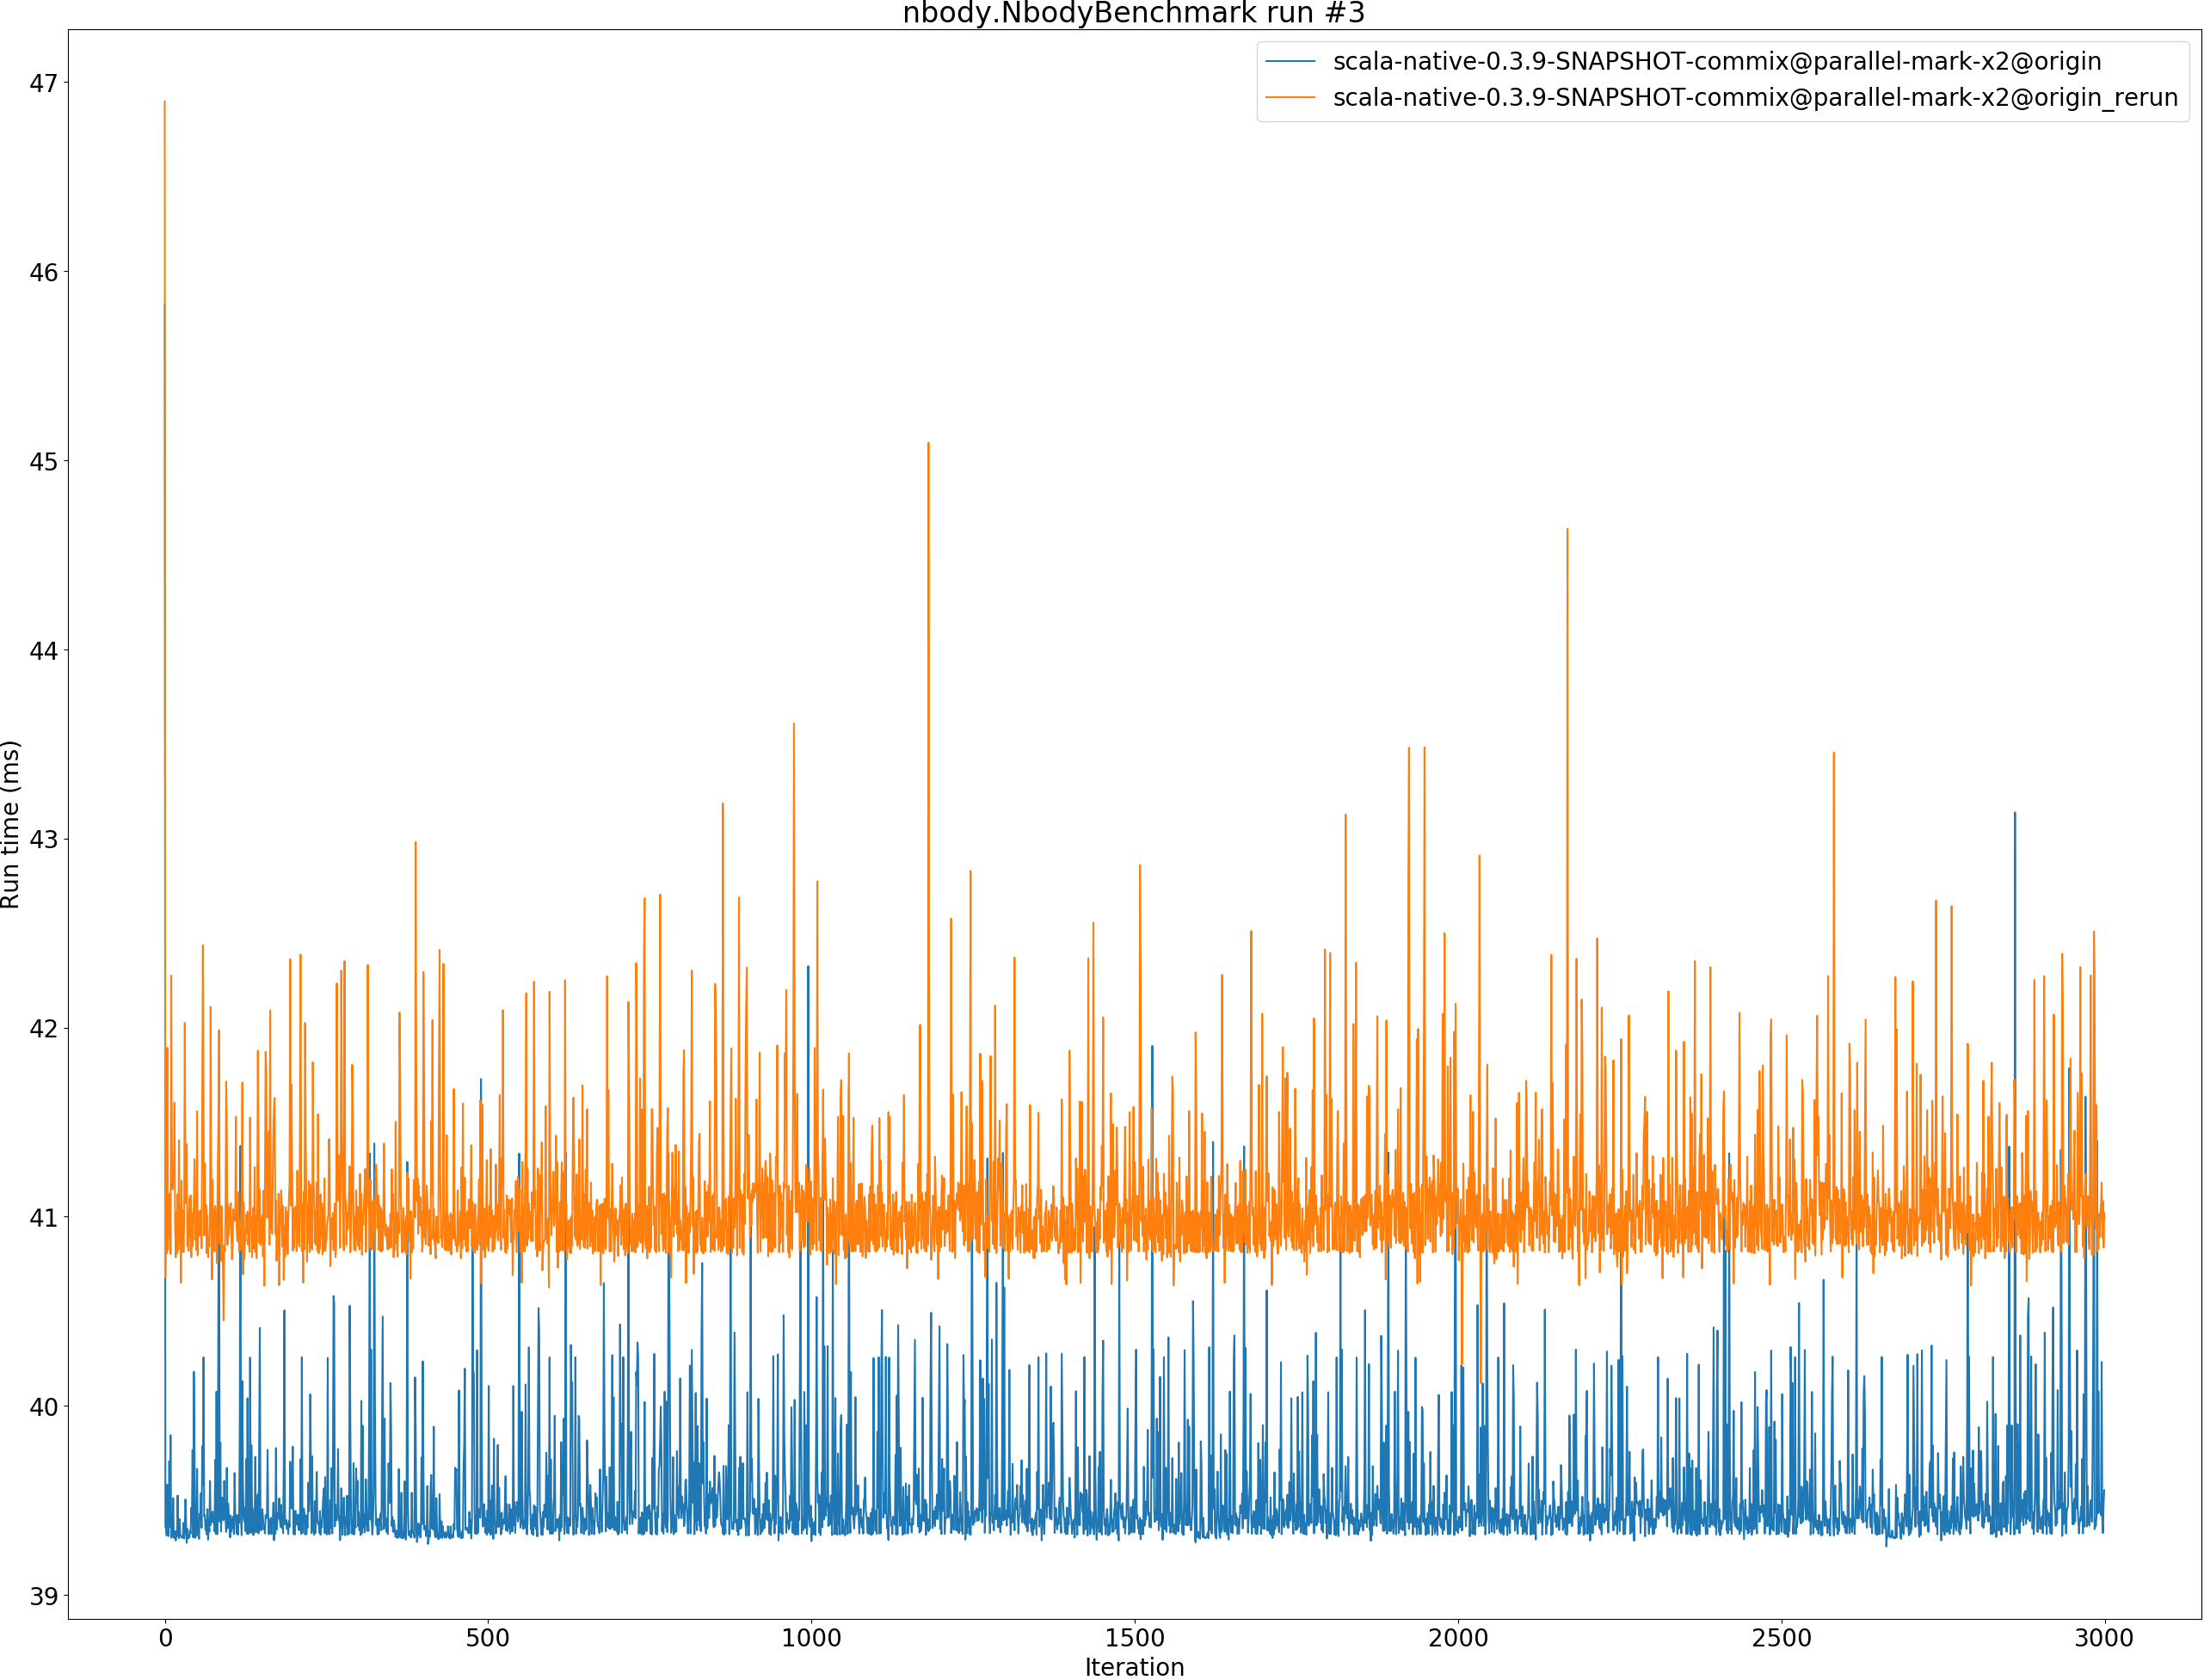 nbody.NbodyBenchmark run #3
scala-native-0.3.9-SNAPSHOT-commix@parallel-mark-x2@origin
scala-native-0.3.9-SNAPSHOT-commix@parallel-mark-x2@origin_rerun
Run time (ms)
47
46
45
44
43
42
41
40
39
0 500 1000 1500 2000 2500 3000
Iteration